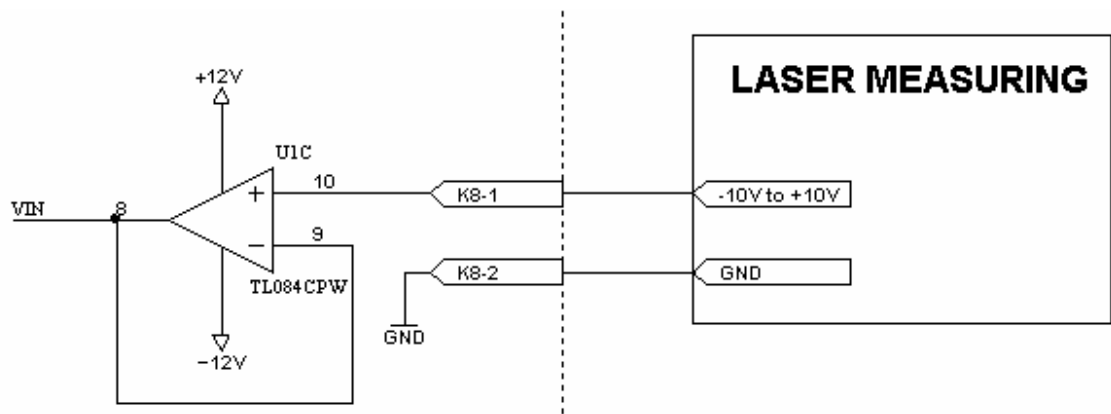 LASER MEASURING
+12V
U1C
+
10
K8-1
-10V to +10V
VIN
8
−
9
TL084CPW
K8-2
GND
GND
−12V